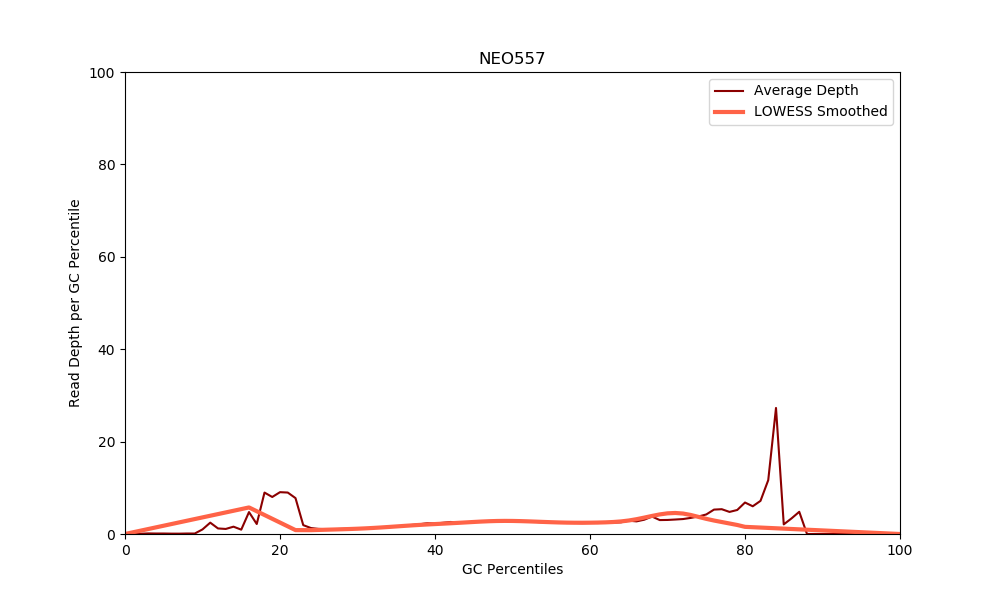 NEO557
100
80
60
40
20
0
Read Depth per GC Percentile
Average Depth
LOWESS Smoothed
0 20 40 60 80 100
GC Percentiles